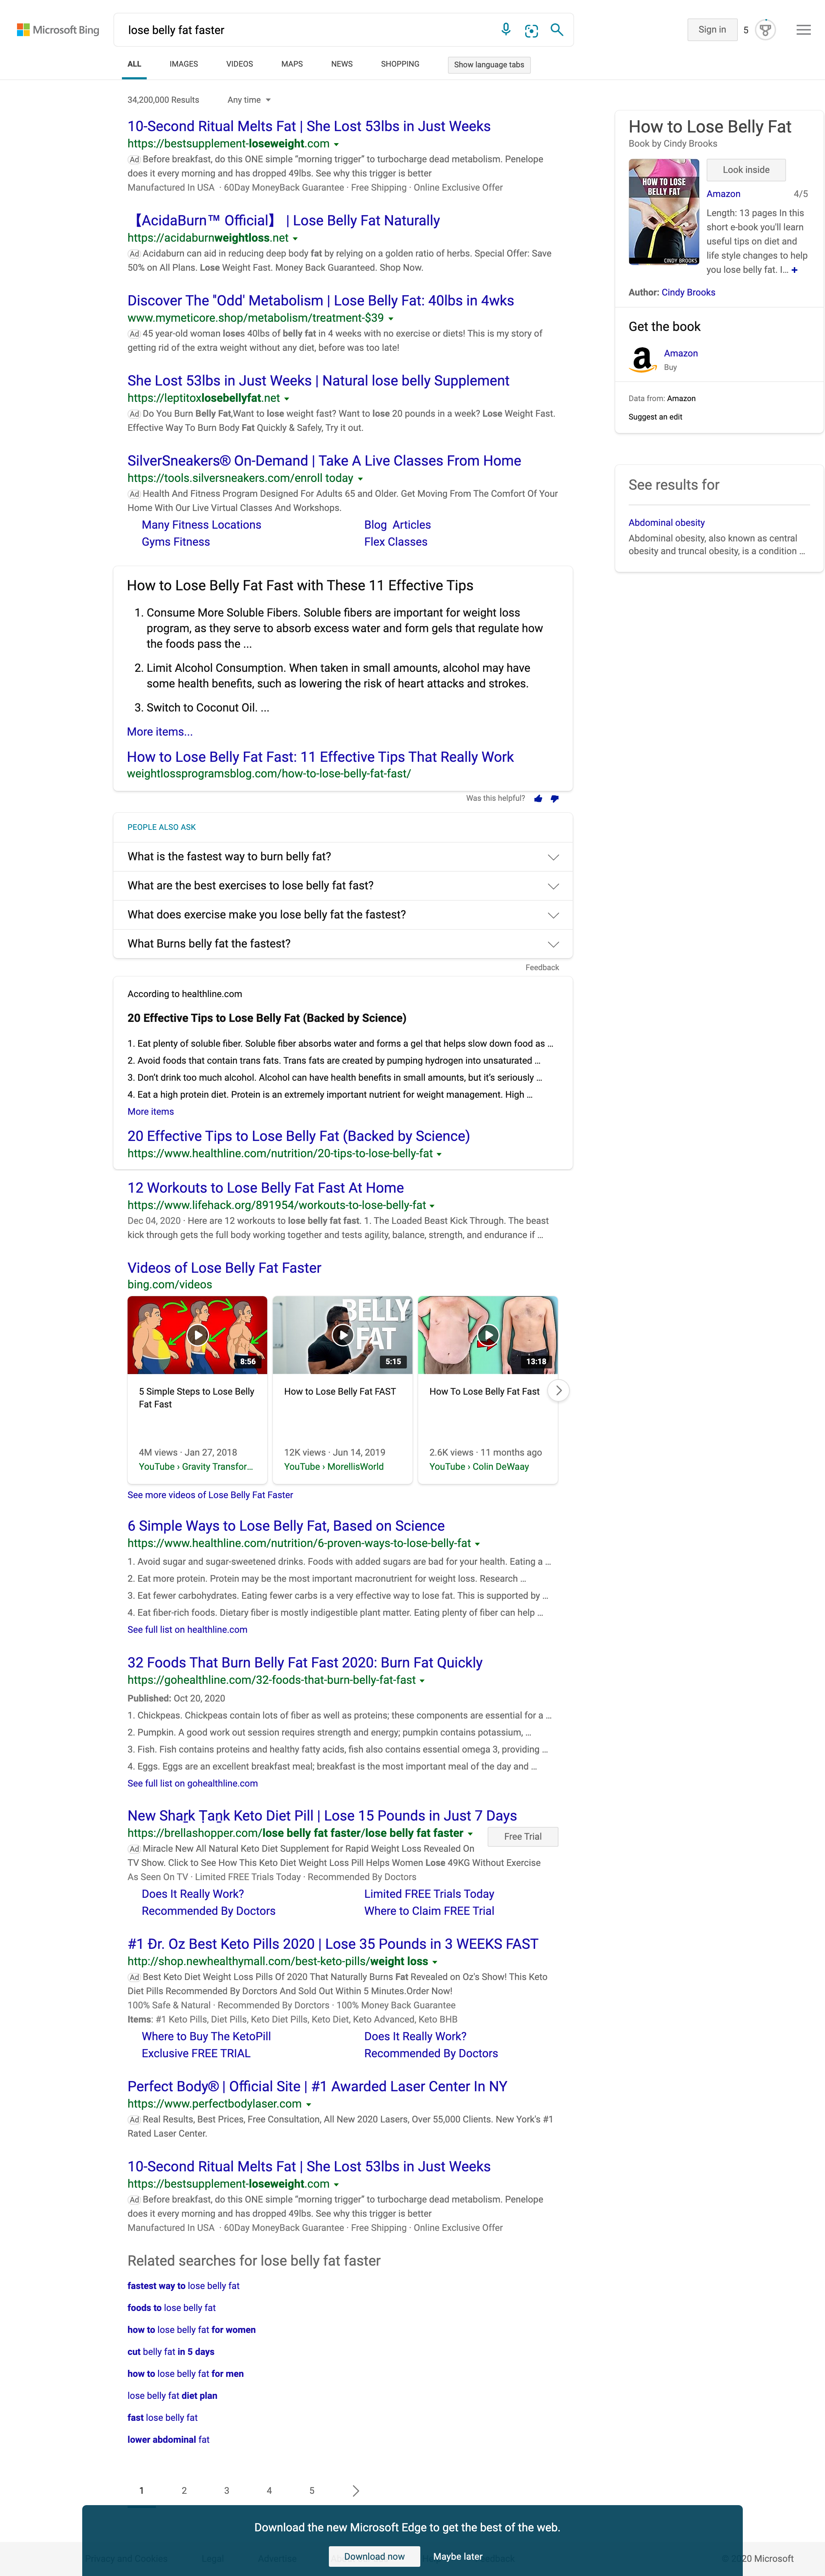 Microsoft Bing
lose belly fat faster
Sign in
5
ALL
IMAGES
VIDEOS
MAPS
NEWS
SHOPPING
Show language tabs
34,200,000 Results
Any time
10-Second Ritual Melts Fat | She Lost 53lbs in Just Weeks
https://bestsupplement-loseweight.com
Ad Before breakfast, do this ONE simple “morning trigger” to turbocharge dead metabolism. Penelope
does it every morning and has dropped 49lbs. See why this trigger is better
Manufactured In USA · 60Day MoneyBack Guarantee · Free Shipping · Online Exclusive Offer
【AcidaBurn™ Official】 | Lose Belly Fat Naturally
https://acidaburnweightloss.net
Ad Acidaburn can aid in reducing deep body fat by relying on a golden ratio of herbs. Special Offer: Save
50% on All Plans. Lose Weight Fast. Money Back Guaranteed. Shop Now.
Discover The "Odd' Metabolism | Lose Belly Fat: 40lbs in 4wks
www.mymeticore.shop/metabolism/treatment-$39
Ad 45 year-old woman loses 40lbs of belly fat in 4 weeks with no exercise or diets! This is my story of
getting rid of the extra weight without any diet, before was too late!
She Lost 53lbs in Just Weeks | Natural lose belly Supplement
https://leptitoxlosebellyfat.net
Ad Do You Burn Belly Fat,Want to lose weight fast? Want to lose 20 pounds in a week? Lose Weight Fast.
Effective Way To Burn Body Fat Quickly & Safely, Try it out.
SilverSneakers® On-Demand | Take A Live Classes From Home
https://tools.silversneakers.com/enroll today
Ad Health And Fitness Program Designed For Adults 65 and Older. Get Moving From The Comfort Of Your
Home With Our Live Virtual Classes And Workshops.
Many Fitness Locations
Blog Articles
Gyms Fitness
Flex Classes
How to Lose Belly Fat Fast with These 11 Effective Tips
1. Consume More Soluble Fibers. Soluble fibers are important for weight loss
program, as they serve to absorb excess water and form gels that regulate how
the foods pass the ...
2. Limit Alcohol Consumption. When taken in small amounts, alcohol may have
some health benefits, such as lowering the risk of heart attacks and strokes.
3. Switch to Coconut Oil. ...
More items...
How to Lose Belly Fat Fast: 11 Effective Tips That Really Work
weightlossprogramsblog.com/how-to-lose-belly-fat-fast/
Was this helpful?
PEOPLE ALSO ASK
What is the fastest way to burn belly fat?
What are the best exercises to lose belly fat fast?
What does exercise make you lose belly fat the fastest?
What Burns belly fat the fastest?
Feedback
According to healthline.com
20 Effective Tips to Lose Belly Fat (Backed by Science)
1. Eat plenty of soluble fiber. Soluble fiber absorbs water and forms a gel that helps slow down food as ...
2. Avoid foods that contain trans fats. Trans fats are created by pumping hydrogen into unsaturated ...
3. Don’t drink too much alcohol. Alcohol can have health benefits in small amounts, but it’s seriously ...
4. Eat a high protein diet. Protein is an extremely important nutrient for weight management. High ...
More items
20 Effective Tips to Lose Belly Fat (Backed by Science)
https://www.healthline.com/nutrition/20-tips-to-lose-belly-fat
12 Workouts to Lose Belly Fat Fast At Home
https://www.lifehack.org/891954/workouts-to-lose-belly-fat
Dec 04, 2020 · Here are 12 workouts to lose belly fat fast. 1. The Loaded Beast Kick Through. The beast
kick through gets the full body working together and tests agility, balance, strength, and endurance if ...
Videos of Lose Belly Fat Faster
bing.com/videos
BELLY
FAT
8:56
5:15
13:18
5 Simple Steps to Lose Belly
Fat Fast
4M views · Jan 27, 2018
YouTube › Gravity Transfor...
How to Lose Belly Fat FAST
12K views · Jun 14, 2019
YouTube › MorellisWorld
How To Lose Belly Fat Fast
2.6K views · 11 months ago
YouTube › Colin DeWaay
See more videos of Lose Belly Fat Faster
6 Simple Ways to Lose Belly Fat, Based on Science
https://www.healthline.com/nutrition/6-proven-ways-to-lose-belly-fat
1. Avoid sugar and sugar-sweetened drinks. Foods with added sugars are bad for your health. Eating a ...
2. Eat more protein. Protein may be the most important macronutrient for weight loss. Research ...
3. Eat fewer carbohydrates. Eating fewer carbs is a very effective way to lose fat. This is supported by ...
4. Eat fiber-rich foods. Dietary fiber is mostly indigestible plant matter. Eating plenty of fiber can help ...
See full list on healthline.com
32 Foods That Burn Belly Fat Fast 2020: Burn Fat Quickly
https://gohealthline.com/32-foods-that-burn-belly-fat-fast
Published: Oct 20, 2020
1. Chickpeas. Chickpeas contain lots of fiber as well as proteins; these components are essential for a ...
2. Pumpkin. A good work out session requires strength and energy; pumpkin contains potassium, ...
3. Fish. Fish contains proteins and healthy fatty acids, fish also contains essential omega 3, providing ...
4. Eggs. Eggs are an excellent breakfast meal; breakfast is the most important meal of the day and ...
See full list on gohealthline.com
New Shaṟk Ṭaṉk Keto Diet Pill | Lose 15 Pounds in Just 7 Days
https://brellashopper.com/lose belly fat faster/lose belly fat faster
Free Trial
Ad Miracle New All Natural Keto Diet Supplement for Rapid Weight Loss Revealed On
TV Show. Click to See How This Keto Diet Weight Loss Pill Helps Women Lose 49KG Without Exercise
As Seen On TV · Limited FREE Trials Today · Recommended By Doctors
Does It Really Work?
Limited FREE Trials Today
Recommended By Doctors
Where to Claim FREE Trial
#1 Ðr. Oz Best Keto Pills 2020 | Lose 35 Pounds in 3 WEEKS FAST
http://shop.newhealthymall.com/best-keto-pills/weight loss
Ad Best Keto Diet Weight Loss Pills Of 2020 That Naturally Burns Fat Revealed on Oz's Show! This Keto
Diet Pills Recommended By Dorctors And Sold Out Within 5 Minutes.Order Now!
100% Safe & Natural · Recommended By Dorctors · 100% Money Back Guarantee
Items: #1 Keto Pills, Diet Pills, Keto Diet Pills, Keto Diet, Keto Advanced, Keto BHB
Where to Buy The KetoPill
Does It Really Work?
Exclusive FREE TRIAL
Recommended By Doctors
Perfect Body® | Official Site | #1 Awarded Laser Center In NY
https://www.perfectbodylaser.com
Ad Real Results, Best Prices, Free Consultation, All New 2020 Lasers, Over 55,000 Clients. New York's #1
Rated Laser Center.
10-Second Ritual Melts Fat | She Lost 53lbs in Just Weeks
https://bestsupplement-loseweight.com
Ad Before breakfast, do this ONE simple “morning trigger” to turbocharge dead metabolism. Penelope
does it every morning and has dropped 49lbs. See why this trigger is better
Manufactured In USA · 60Day MoneyBack Guarantee · Free Shipping · Online Exclusive Offer
Related searches for lose belly fat faster
fastest way to lose belly fat
foods to lose belly fat
how to lose belly fat for women
cut belly fat in 5 days
how to lose belly fat for men
lose belly fat diet plan
fast lose belly fat
lower abdominal fat
1 2 3 4 5
How to Lose Belly Fat
Book by Cindy Brooks
HOW TO LOSE
BELLY FAT
CINDY BROOKS
Look inside
Amazon
4/5
Length: 13 pages In this
short e-book you'll learn
useful tips on diet and
life style changes to help
you lose belly fat. I... +
Author: Cindy Brooks
Get the book
a
Amazon
Buy
Data from: Amazon
Suggest an edit
See results for
Abdominal obesity
Abdominal obesity, also known as central
obesity and truncal obesity, is a condition ...
Download the new Microsoft Edge to get the best of the web.
Download now
Maybe later
20 Microsoft